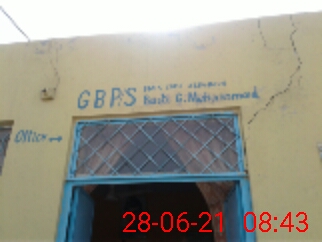 GBPS Basti G. Muhammad
Office →
28-06-21 08:43